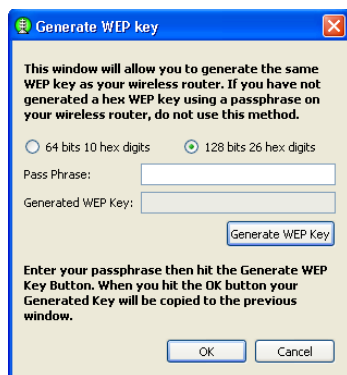 Generate WEP key
This window will allow you to generate the same
WEP key as your wireless router. If you have not
generated a hex WEP key using a passphrase on
your wireless router, do not use this method.
64 bits 10 hex digits 128 bits 26 hex digits
Pass Phrase:
Generated WEP Key:
Generate WEP Key
Enter your passphrase then hit the Generate WEP
Key Button. When you hit the OK button your
Generated Key will be copied to the previous
window.
OK Cancel